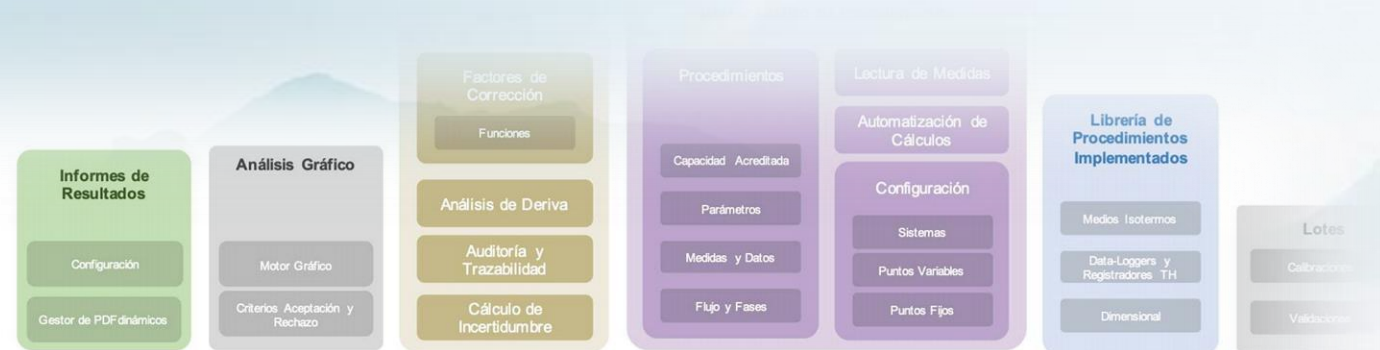 Informes de
Resultados
Configuración
Gestor de PDFdinámicos
Análisis Gráfico
Motor Gráfico
Criterios Aceptación y
Rechazo
Factores de
Corrección
Funciones
Análisis de Deriva
Auditoría y
Trazabilidad
Cálculo de
Incertidumbre
Procedimientos
Capacidad Acreditada
Parámetros
Medidas y Datos
Flujo y Fases
Lectura de Medidas
Automatización de
Cálculos
Configuración
Sistemas
Puntos Variables
Puntos Fijos
Librería de
Procedimientos
Implementados
Medios Isotermos
Data-Loggers y
Registradores TH
Dimensional
Lotes
Calibraciones
Validaciones